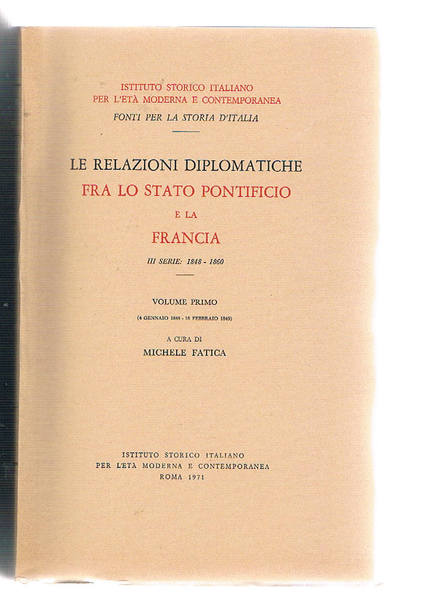 ISTITUTO STORICO ITALIANO
PER L'ETÀ MODERNA E CONTEMPORANEA
FONTI PER LA STORIA D'ITALIA
LE RELAZIONI DIPLOMATICHE
FRA LO STATO PONTIFICIO
E LA
FRANCIA
III SERIE: 1848 - 1860
VOLUME PRIMO
(4 GENNAIO 1848 - 18 FEBBRAIO 1849)
A CURA DI
MICHELE FATICA
ISTITUTO STORICO ITALIANO
PER L'ETÀ MODERNA E CONTEMPORANEA
ROMA 1971